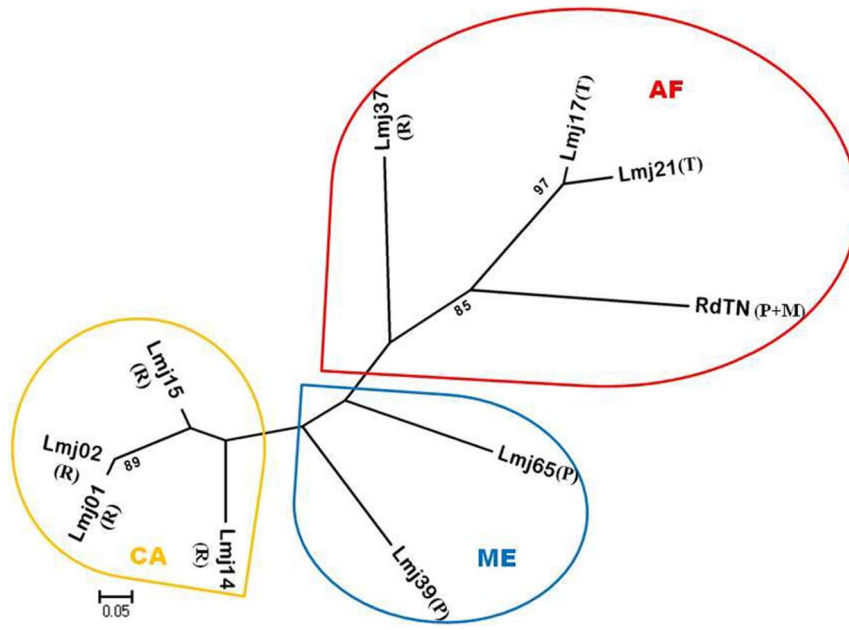 AF
Lmj37
(R)
Lmj17(T)
97
Lmj21(T)
85
RdTN (P+M)
Lmj15
(R)
Lmj02
(R)
89
Lmj01
(R)
CA
Lmj14
(R)
Lmj65(P)
ME
Lmj39(P)
0.05